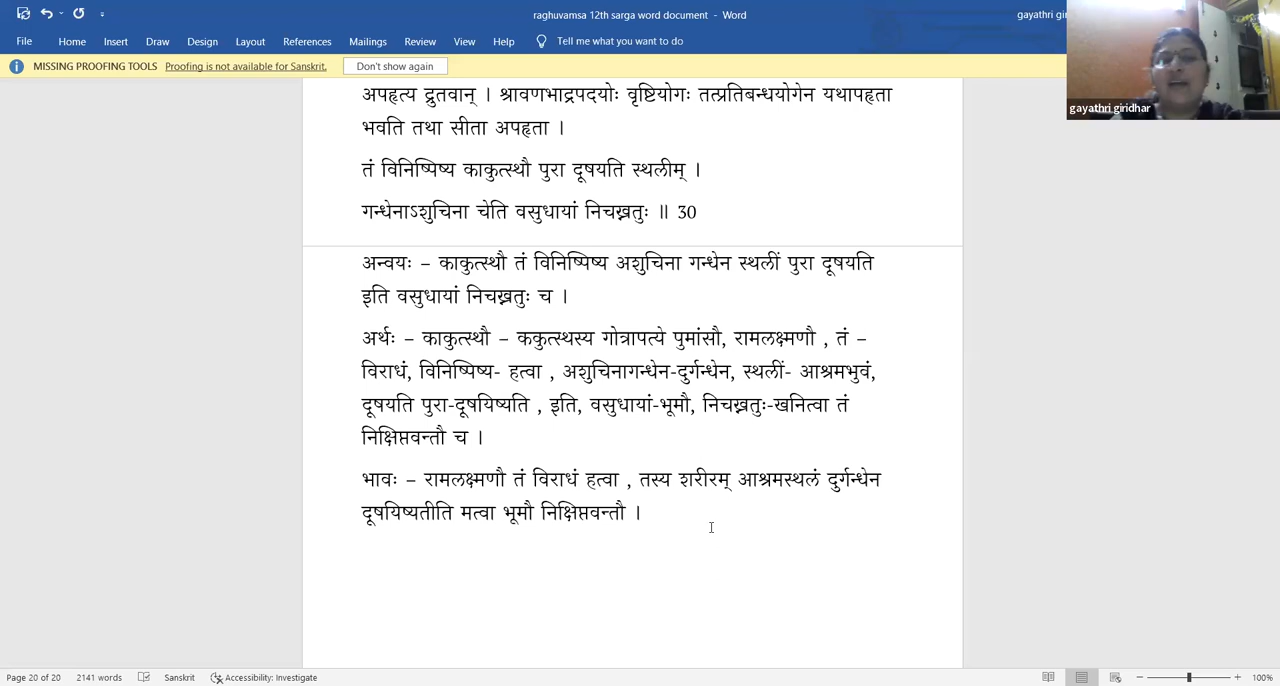 raghuvamsa 12th sarga word document - Word
gayathri gir
File Home Insert Draw Design Layout References Mailings Review View Help Tell me what you want to do
MISSING PROOFING TOOLS Proofing is not available for Sanskrit. Don't show again
gayathri giridhar
अपहृत्य द्रुतवान् । श्रावणभाद्रपदयोः वृष्टियोगः तत्प्रतिबन्धयोगेन यथापहृता
भवति तथा सीता अपहृता ।
तं विनिष्पिष्य काकुत्स्थौ पुरा दूषयति स्थलीम् ।
गन्धेनाऽशुचिना चेति वसुधायां निचख्नतुः ॥ 30
अन्वयः – काकुत्स्थौ तं विनिष्पिष्य अशुचिना गन्धेन स्थलीं पुरा दूषयति
इति वसुधायां निचख्नतुः च ।
अर्थः – काकुत्स्थौ – ककुत्स्थस्य गोत्रापत्ये पुमांसौ, रामलक्ष्मणौ , तं –
विराधं, विनिष्पिष्य- हत्वा , अशुचिनागन्धेन-दुर्गन्धेन, स्थलीं- आश्रमभुवं,
दूषयति पुरा-दूषयिष्यति , इति, वसुधायां-भूमौ, निचख्नतुः-खनित्वा तं
निक्षिप्तवन्तौ च ।
भावः – रामलक्ष्मणौ तं विराधं हत्वा , तस्य शरीरम् आश्रमस्थलं दुर्गन्धेन
दूषयिष्यतीति मत्वा भूमौ निक्षिप्तवन्तौ ।
Page 20 of 20 2141 words Sanskrit Accessibility: Investigate 100%